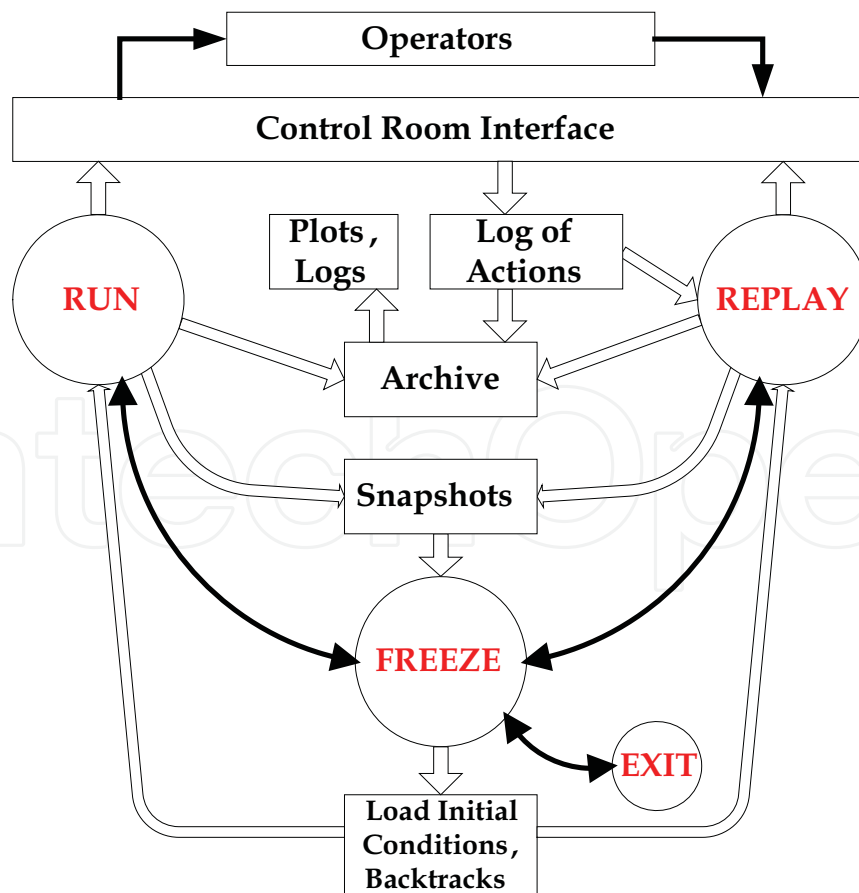 Operators
Control Room Interface
Plots ,
Logs
Log of
Actions
RUN
REPLAY
Archive
Snapshots
FREEZE
EXIT
Load Initial
Conditions ,
Backtracks
ntechOpe